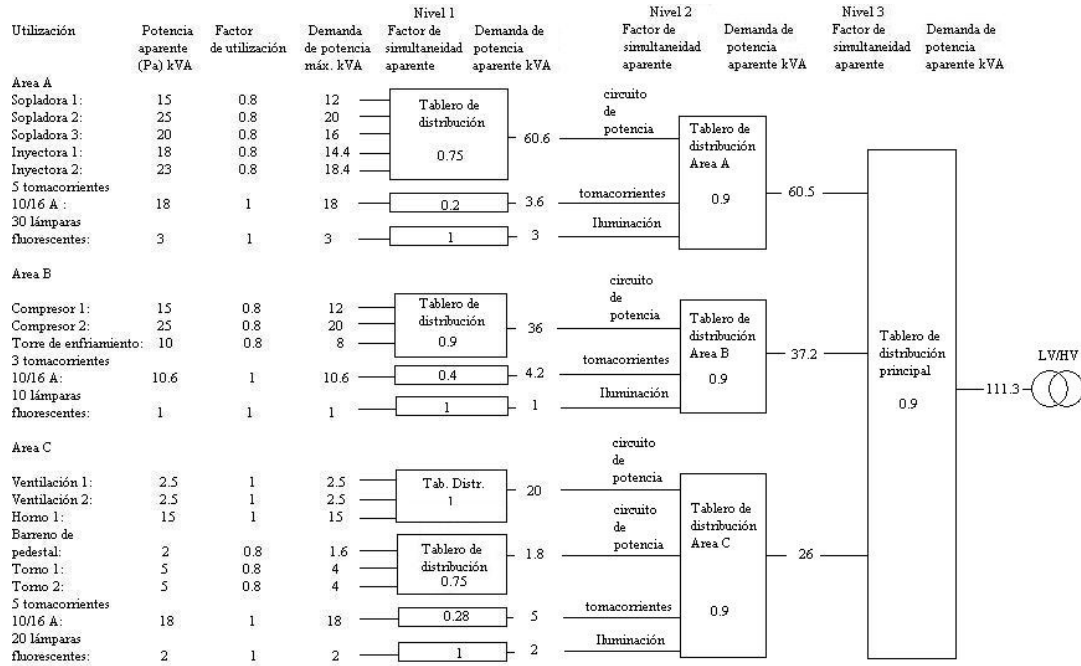 Nivel 1 Nivel 2 Nivel 3
Utilización Potencia Factor Demanda Factor de Demanda de Factor de Demanda de Factor de Demanda de
aparente de utilización de potencia simultaneidad potencia simultaneidad potencia simultaneidad potencia
(Pa) kVA máx. kVA aparente aparente kVA aparente aparente kVA aparente aparente kVA
Area A
Sopladora 1: 15 0.8 12
Sopladora 2: 25 0.8 20
Sopladora 3: 20 0.8 16
Inyectora 1: 18 0.8 14.4
Inyectora 2: 23 0.8 18.4
Tablero de
distribución
0.75
60.6
circuito
de
potencia
5 tomacorrientes
10/16 A : 18 1 18 0.2 3.6 tomacorrientes
30 lámparas
fluorescentes: 3 1 3 1 3 Iluminación
Tablero de
distribución
Area A
0.9
60.5
Area B
Compresor 1: 15 0.8 12
Compresor 2: 25 0.8 20
Torre de enfriamiento: 10 0.8 8
Tablero de
distribución
0.9
36
circuito
de
potencia
3 tomacorrientes
10/16 A: 10.6 1 10.6 0.4 4.2 tomacorrientes
10 lámparas
fluorescentes: 1 1 1 1 1 Iluminación
Tablero de
distribución
Area B
0.9
37.2
Area C
Ventilación 1: 2.5 1 2.5
Ventilación 2: 2.5 1 2.5
Horno 1: 15 1 15
Tab. Distr.
1
20
circuito
de
potencia
Barreno de
pedestal: 2 0.8 1.6
Torno 1: 5 0.8 4
Torno 2: 5 0.8 4
Tablero de
distribución
0.75
1.8
circuito
de
potencia
5 tomacorrientes
10/16 A: 18 1 18 0.28 5 tomacorrientes
20 lámparas
fluorescentes: 2 1 2 1 2 Iluminación
Tablero de
distribución
Area C
0.9
26
Tablero de
distribución
principal
0.9
111.3
LV/HV